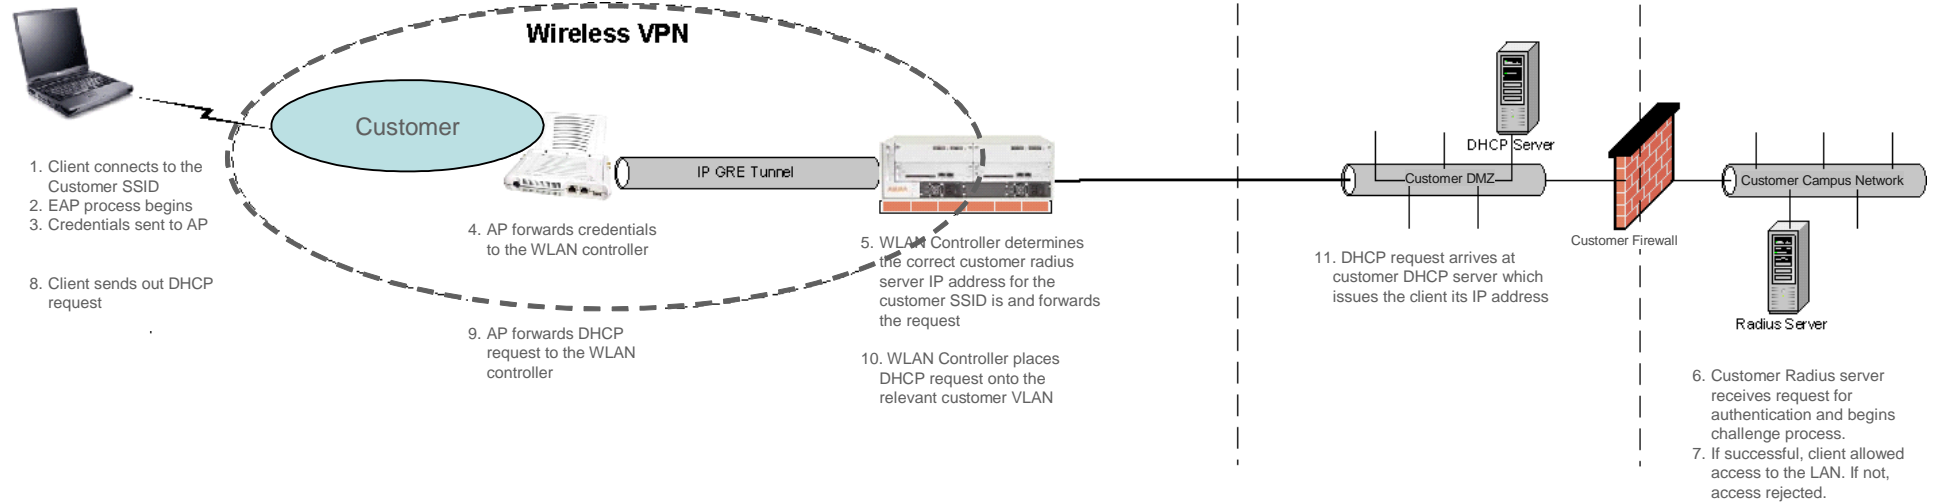 Wireless VPN
Customer
IP GRE Tunnel
DHCP Server
Customer DMZ
Customer Firewall
Customer Campus Network
Radius Server
1. Client connects to the
Customer SSID
2. EAP process begins
3. Credentials sent to AP
8. Client sends out DHCP
request
4. AP forwards credentials
to the WLAN controller
9. AP forwards DHCP
request to the WLAN
controller
5. WLAN Controller determines
the correct customer radius
server IP address for the
customer SSID is and forwards
the request
10. WLAN Controller places
DHCP request onto the
relevant customer VLAN
11. DHCP request arrives at
customer DHCP server which
issues the client its IP address
6. Customer Radius server
receives request for
authentication and begins
challenge process.
7. If successful, client allowed
access to the LAN. If not,
access rejected.